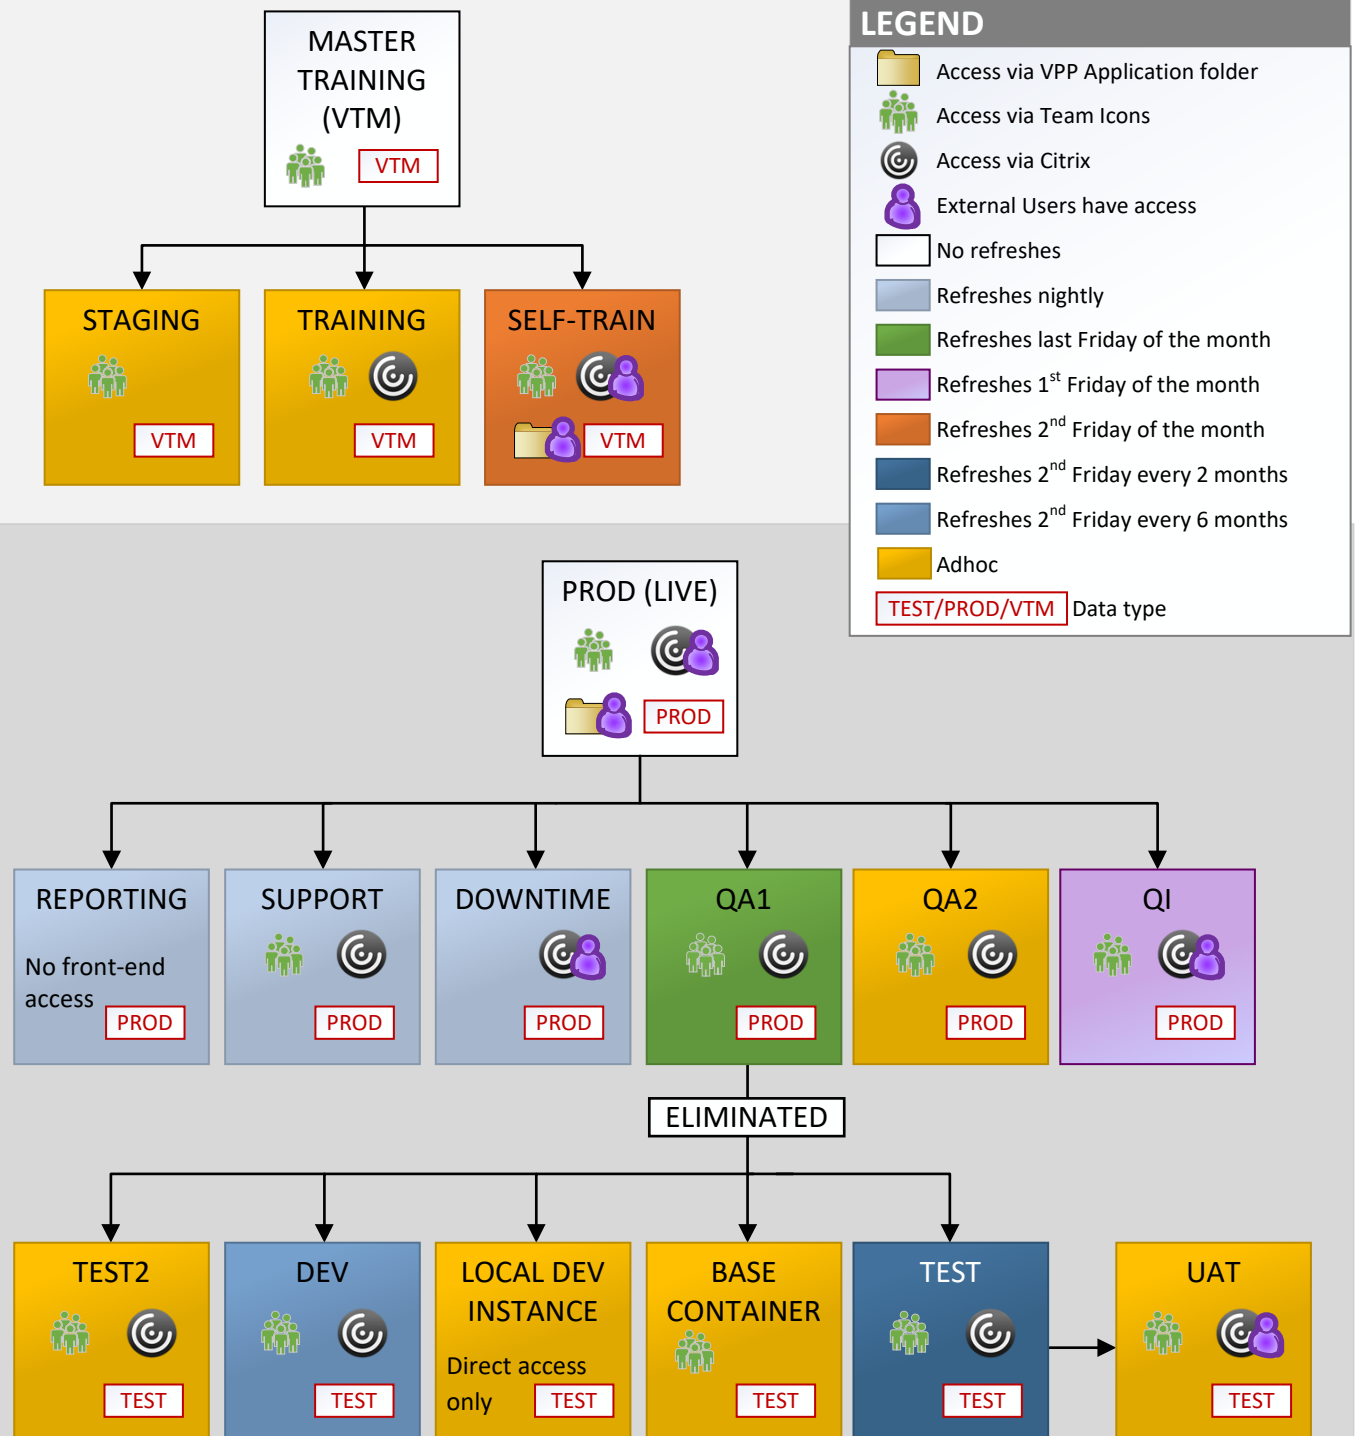 MASTER
TRAINING
(VTM)
VTM
STAGING
VTM
TRAINING
VTM
SELF-TRAIN
VTM
LEGEND
Access via VPP Application folder
Access via Team Icons
Access via Citrix
External Users have access
No refreshes
Refreshes nightly
Refreshes last Friday of the month
Refreshes 1st Friday of the month
Refreshes 2nd Friday of the month
Refreshes 2nd Friday every 2 months
Refreshes 2nd Friday every 6 months
Adhoc
TEST/PROD/VTM Data type
PROD (LIVE)
PROD
REPORTING
No front-end
access
PROD
SUPPORT
PROD
DOWNTIME
PROD
QA1
PROD
QA2
PROD
QI
PROD
ELIMINATED
TEST2
TEST
DEV
TEST
LOCAL DEV
INSTANCE
Direct access
only
TEST
BASE
CONTAINER
TEST
TEST
TEST
UAT
TEST